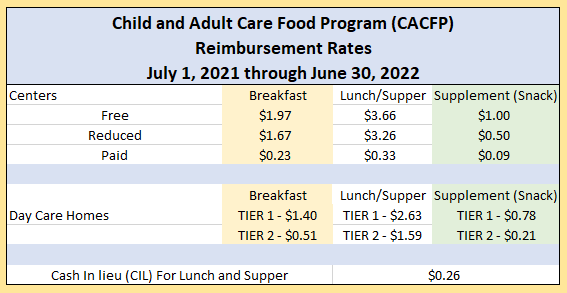 Child and Adult Care Food Program (CACFP)
Reimbursement Rates
July 1, 2021 through June 30, 2022
Centers Breakfast Lunch/Supper Supplement (Snack)
Free $1.97 $3.66 $1.00
Reduced $1.67 $3.26 $0.50
Paid $0.23 $0.33 $0.09
Breakfast Lunch/Supper Supplement (Snack)
Day Care Homes TIER 1 - $1.40 TIER 1 - $2.63 TIER 1 - $0.78
TIER 2 - $0.51 TIER 2 - $1.59 TIER 2 - $0.21
Cash In lieu (CIL) For Lunch and Supper $0.26